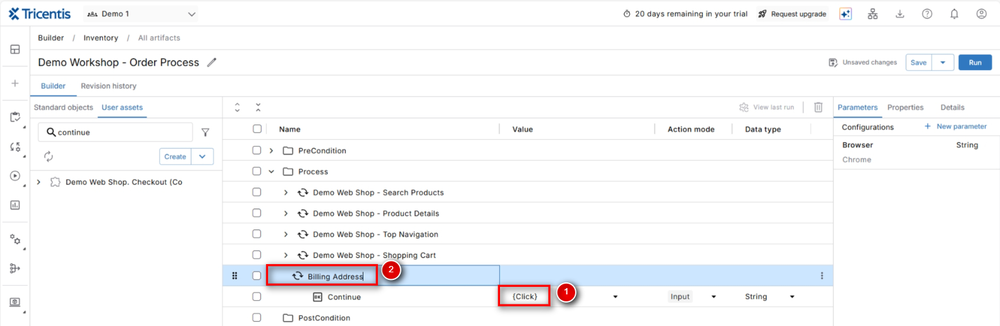 Tricentis Demo 1 20 days remaining in your trial Request upgrade
Builder / Inventory / All artifacts
Demo Workshop - Order Process Unsaved changes Save Run
Builder Revision history
Standard objects User assets View last run Parameters Properties Details
continue Name Value Action mode Data type Configurations + New parameter
Browser String
PreCondition
Create Chrome
Process
Demo Web Shop. Checkout (Co
Demo Web Shop - Search Products
Demo Web Shop - Product Details
Demo Web Shop - Top Navigation
Demo Web Shop - Shopping Cart
Billing Address 2
OK Continue {Click} 1 Input String
PostCondition